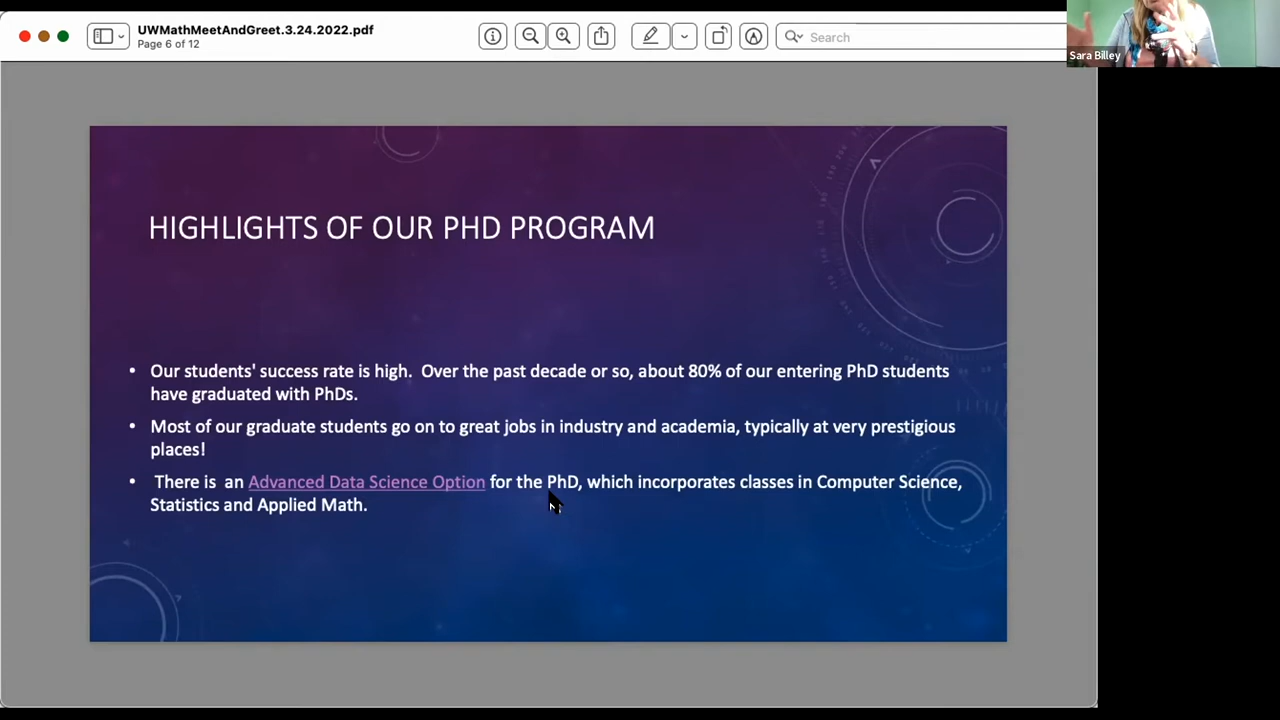 UWMathMeetAndGreet.3.24.2022.pdf
Page 6 of 12
Search
Sara Billey
HIGHLIGHTS OF OUR PHD PROGRAM
• Our students' success rate is high.  Over the past decade or so, about 80% of our entering PhD students
have graduated with PhDs.
• Most of our graduate students go on to great jobs in industry and academia, typically at very prestigious
places!
• There is  an Advanced Data Science Option for the PhD, which incorporates classes in Computer Science,
Statistics and Applied Math.